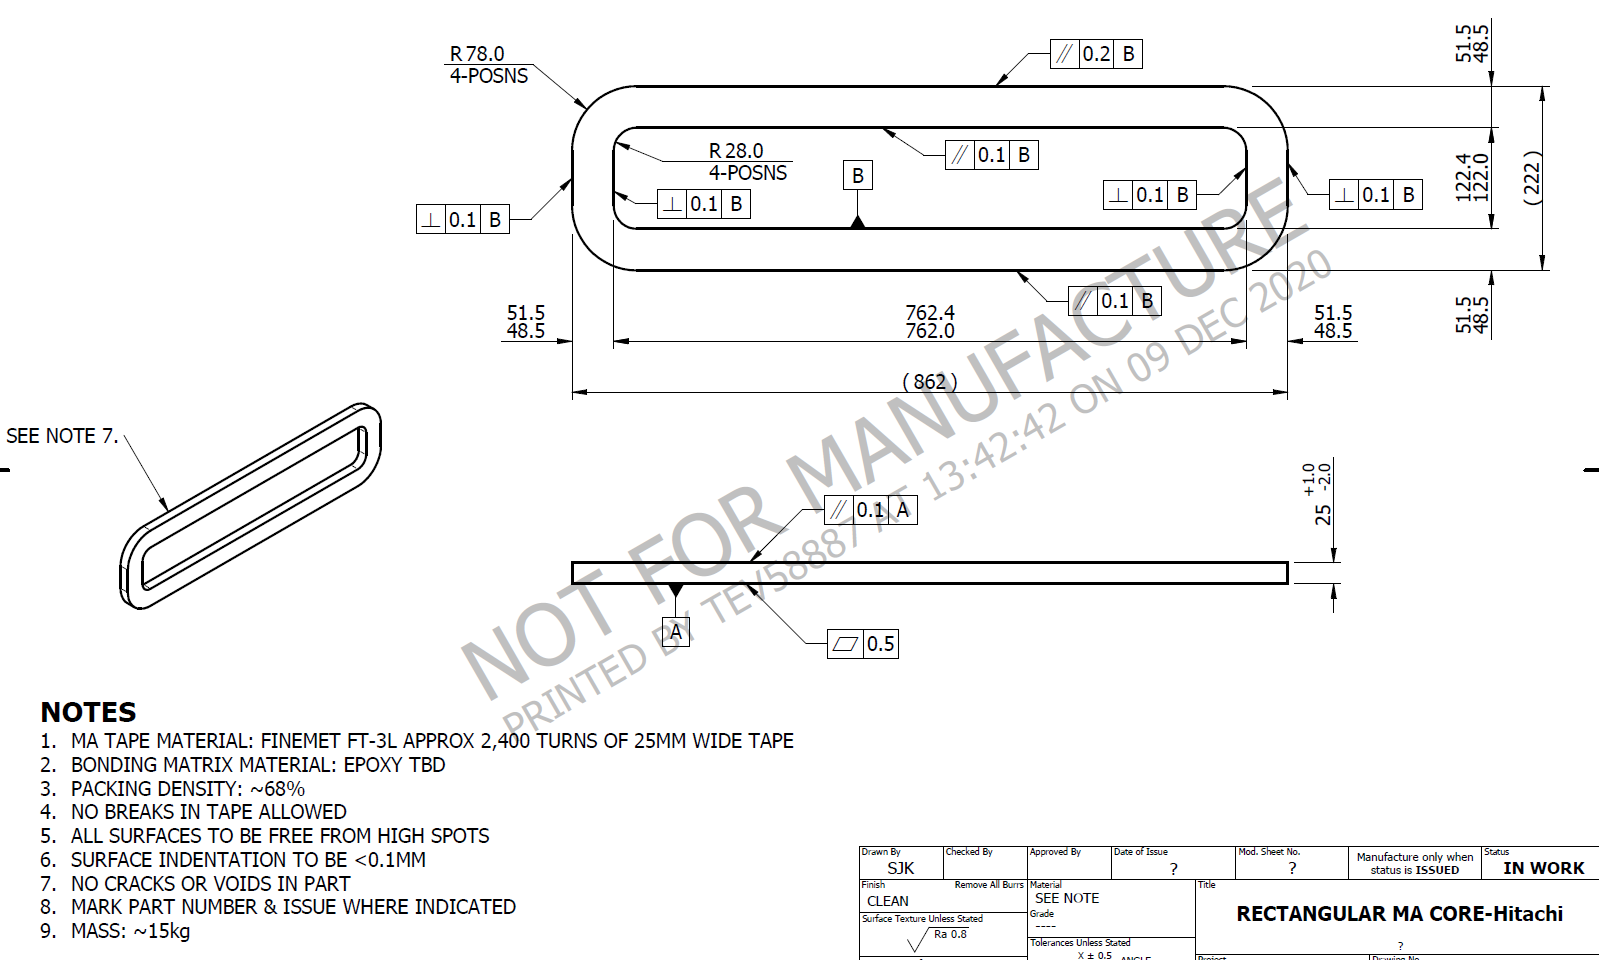 R 78.0
4-POSNS
// 0.2 B
51.5
48.5
R 28.0
4-POSNS
// 0.1 B
B
⊥ 0.1 B
⊥ 0.1 B
⊥ 0.1 B
⊥ 0.1 B
122.4
122.0
(222)
// 0.1 B
51.5
48.5
762.4
762.0
51.5
48.5
51.5
48.5
(862)
SEE NOTE 7.
// 0.1 A
25 +1.0
-2.0
A
⏥ 0.5
NOT FOR MANUFACTURE
PRINTED BY TEV58887 AT 13:42:42 ON 09 DEC 2020
NOTES
1. MA TAPE MATERIAL: FINEMET FT-3L APPROX 2,400 TURNS OF 25MM WIDE TAPE
2. BONDING MATRIX MATERIAL: EPOXY TBD
3. PACKING DENSITY: ~68%
4. NO BREAKS IN TAPE ALLOWED
5. ALL SURFACES TO BE FREE FROM HIGH SPOTS
6. SURFACE INDENTATION TO BE <0.1MM
7. NO CRACKS OR VOIDS IN PART
8. MARK PART NUMBER & ISSUE WHERE INDICATED
9. MASS: ~15kg
Drawn By
SJK
Checked By
Approved By
Date of Issue
?
Mod. Sheet No.
?
Manufacture only when
status is ISSUED
Status
IN WORK
Finish
Remove All Burrs
CLEAN
Material
SEE NOTE
Grade
----
Title
RECTANGULAR MA CORE-Hitachi
?
Surface Texture Unless Stated
Ra 0.8
Tolerances Unless Stated
X ± 0.5
ANGLE
Project
Drawing No